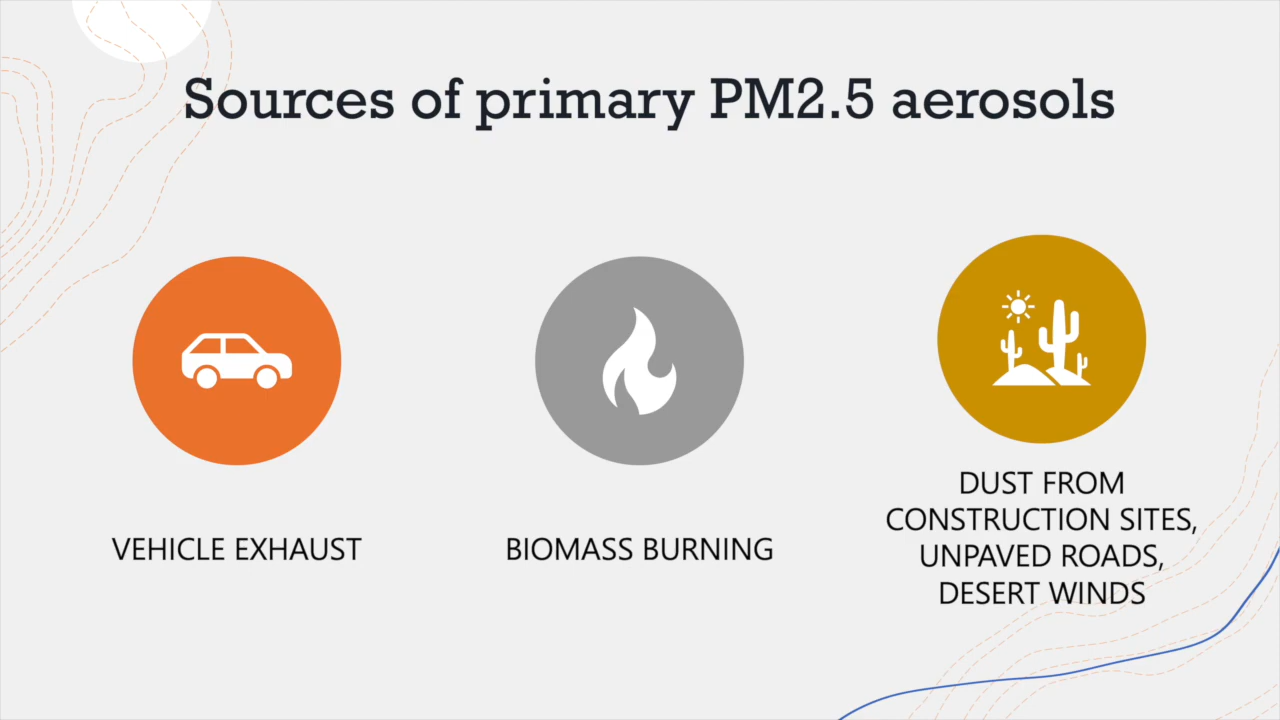 Sources of primary PM2.5 aerosols
VEHICLE EXHAUST
BIOMASS BURNING
DUST FROM
CONSTRUCTION SITES,
UNPAVED ROADS,
DESERT WINDS